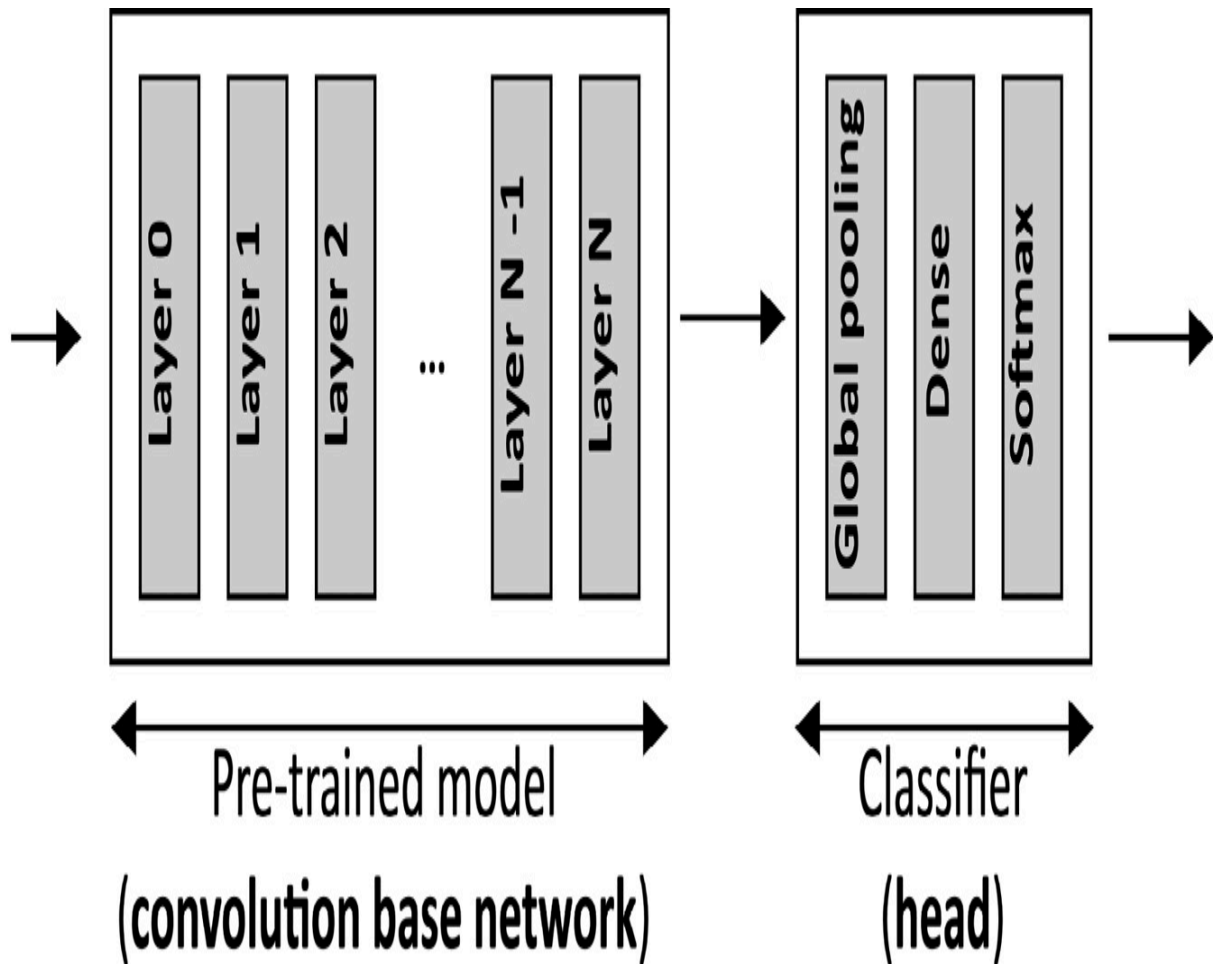 Layer 0
Layer 1
Layer 2
...
Layer N -1
Layer N
Global pooling
Dense
Softmax
Pre-trained model
(convolution base network)
Classifier
(head)